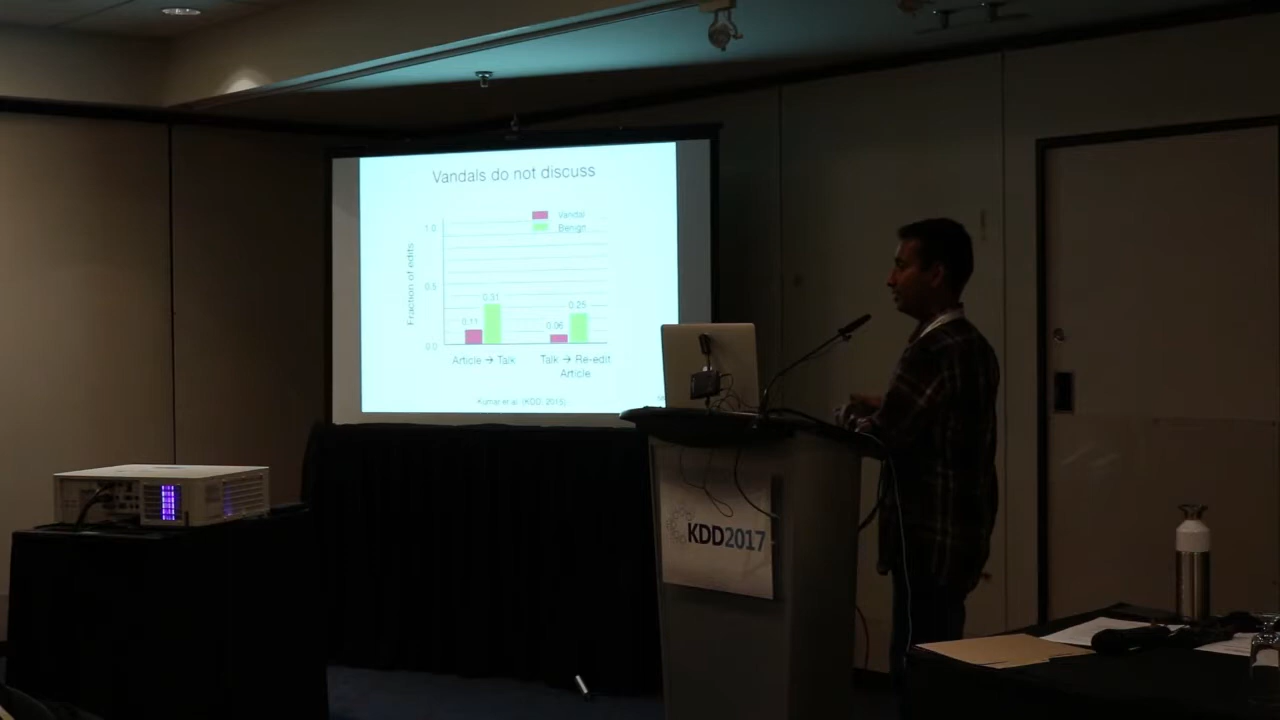 Vandals do not discuss
Vandal
Benign
1.0
0.5
0.0
Fraction of edits
0.11
0.31
0.06
0.25
Article → Talk
Talk → Re-edit
Article
Kumar et al. (KDD, 2015)
KDD2017